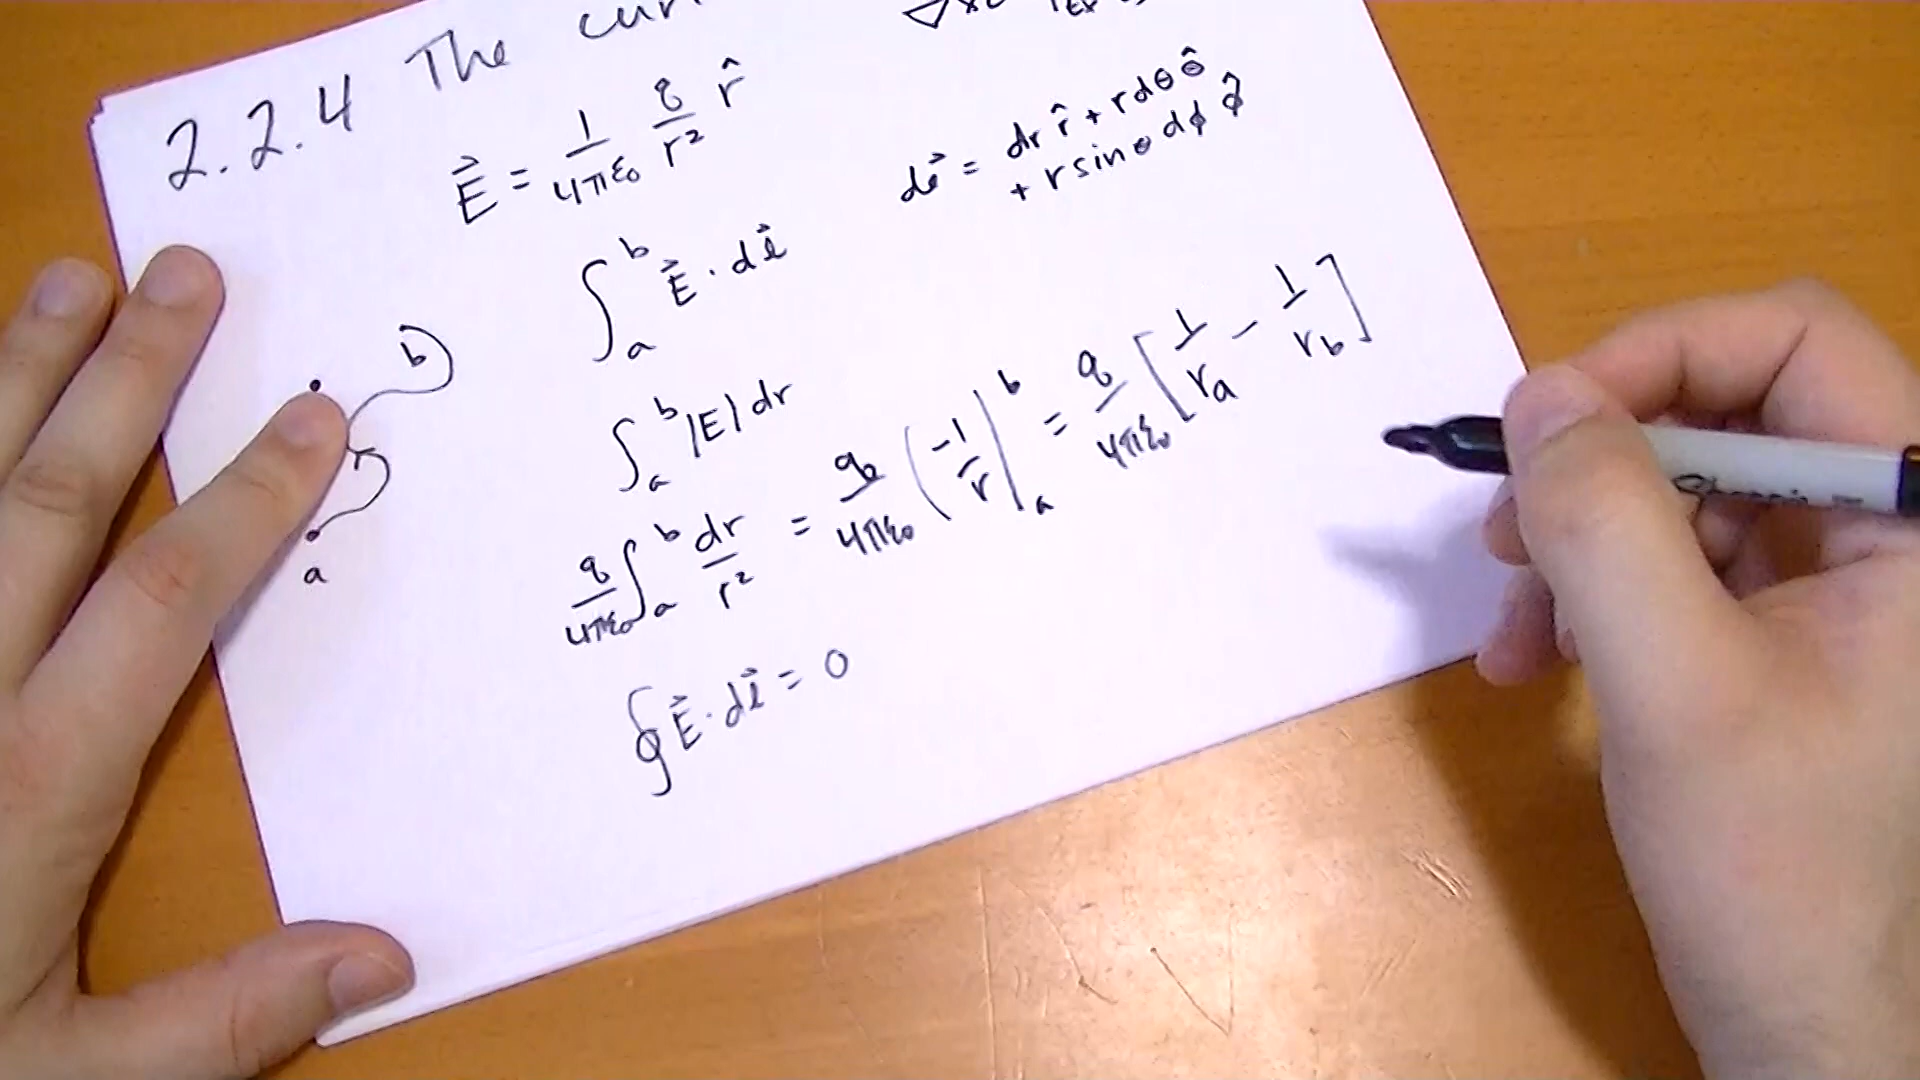 2.2.4 The
E⃗ = 1/4πε₀ q/r² r̂
dl⃗ = dr r̂ + r dθ θ̂
+ r sinθ dϕ ϕ̂
∫ₐᵇ E⃗ · dl⃗
b
a
∫ₐᵇ |E| dr
q/4πε₀ ∫ₐᵇ dr/r² = q/4πε₀ (-1/r |ₐᵇ = q/4πε₀ [1/rₐ - 1/r_b]
∮ E⃗ · dl⃗ = 0